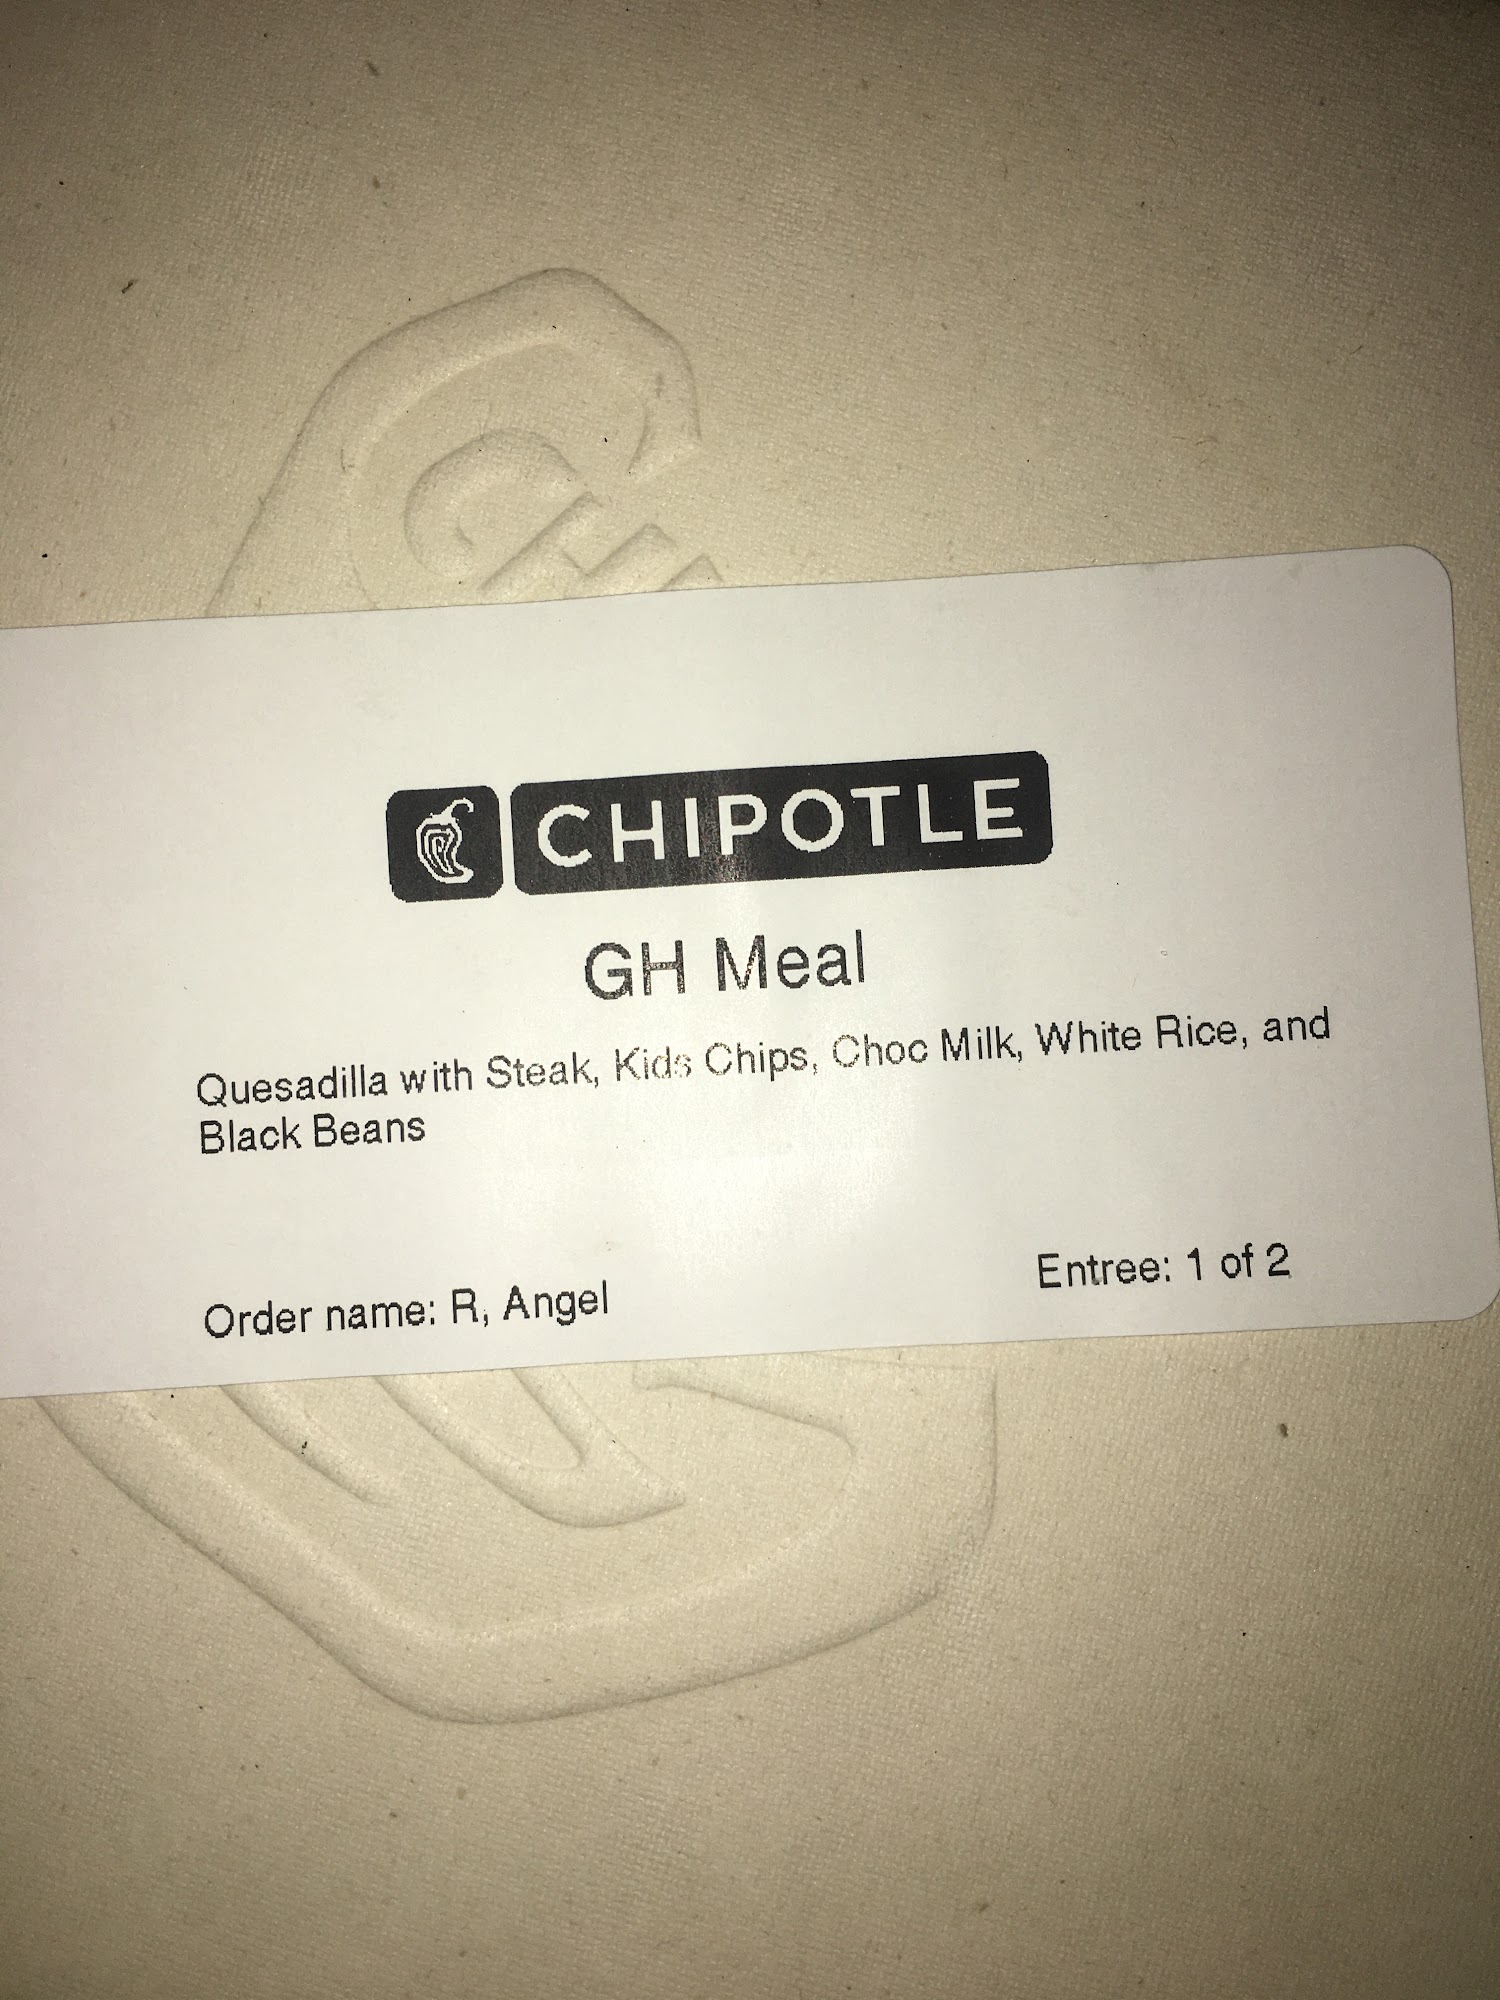 CHI
CHIPOTLE
GH Meal
Quesadilla with Steak, Kids Chips, Choc Milk, White Rice, and
Black Beans
Entree: 1 of 2
Order name: R, Angel